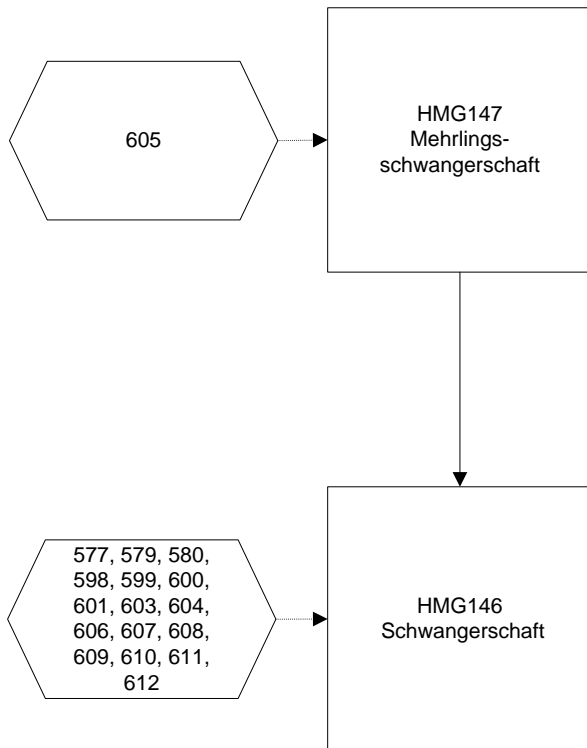 605
HMG147
Mehrlings-
schwangerschaft
577, 579, 580,
598, 599, 600,
601, 603, 604,
606, 607, 608,
609, 610, 611,
612
HMG146
Schwangerschaft